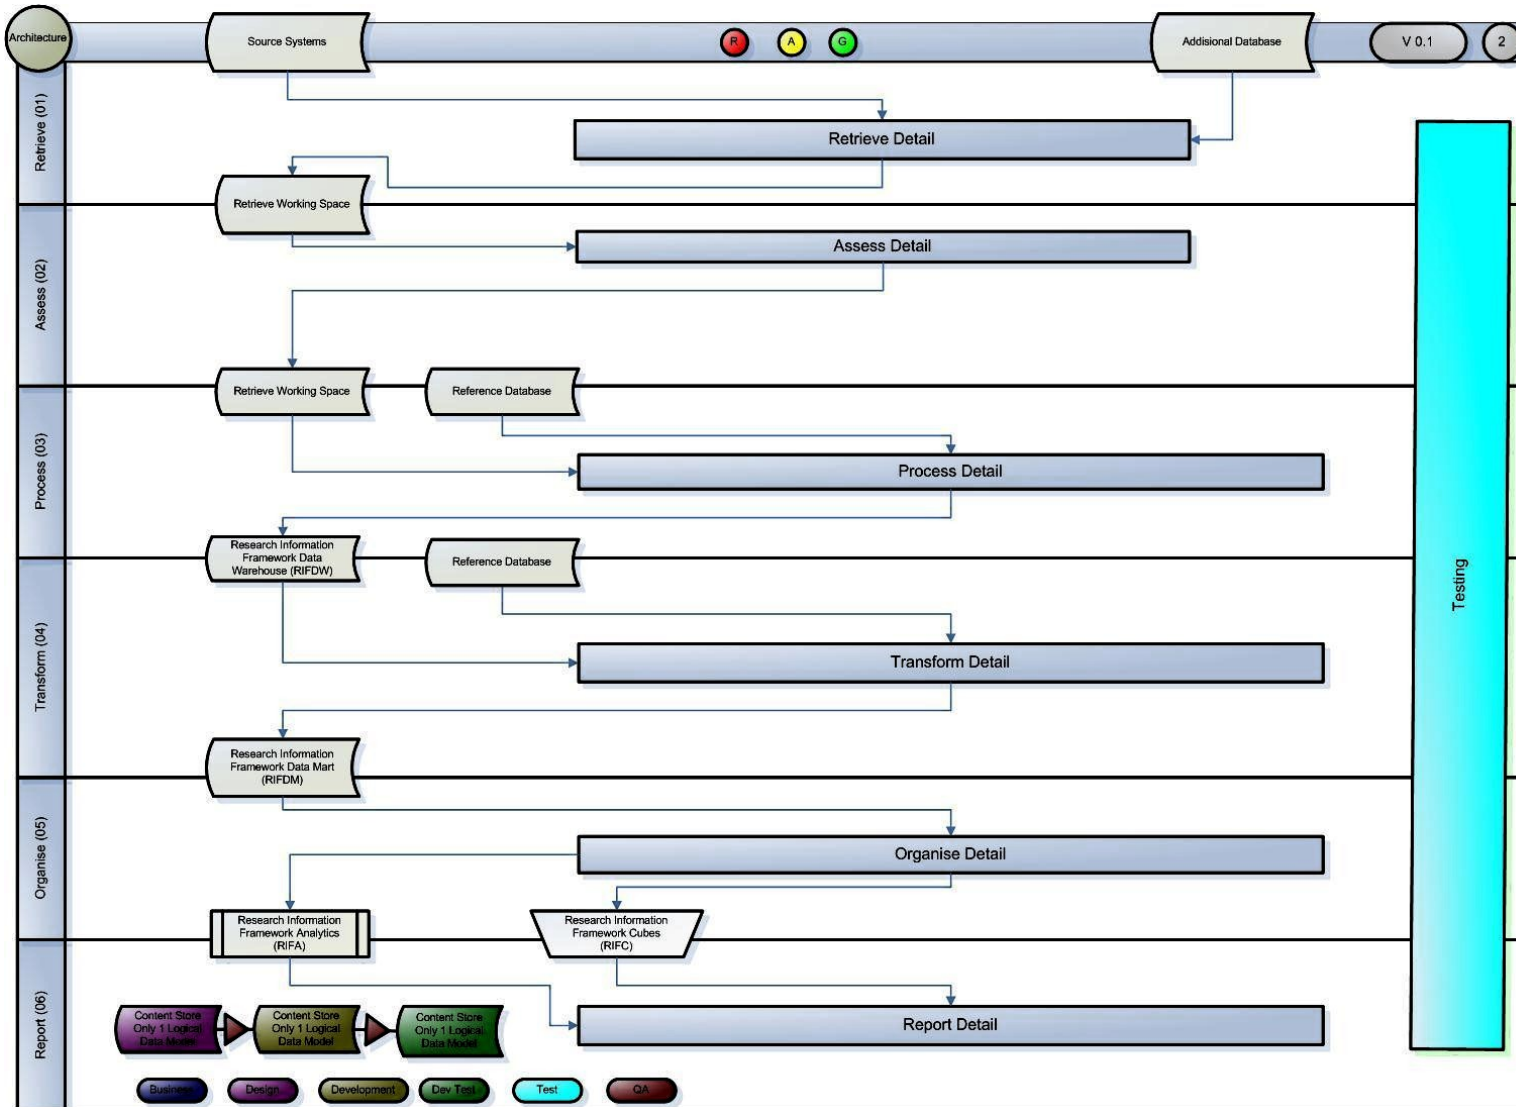 Architecture
Source Systems
R
A
G
Addisional Database
V 0.1
2
Retrieve (01)
Retrieve Detail
Retrieve Working Space
Assess (02)
Assess Detail
Retrieve Working Space
Reference Database
Process (03)
Process Detail
Research Information
Framework Data
Warehouse (RIFDW)
Reference Database
Testing
Transform (04)
Transform Detail
Research Information
Framework Data Mart
(RIFDM)
Organise (05)
Organise Detail
Research Information
Framework Analytics
(RIFA)
Research Information
Framework Cubes
(RIFC)
Report (06)
Content Store
Only 1 Logical
Data Model
Content Store
Only 1 Logical
Data Model
Content Store
Only 1 Logical
Data Model
Report Detail
Business
Design
Development
Dev Test
Test
QA